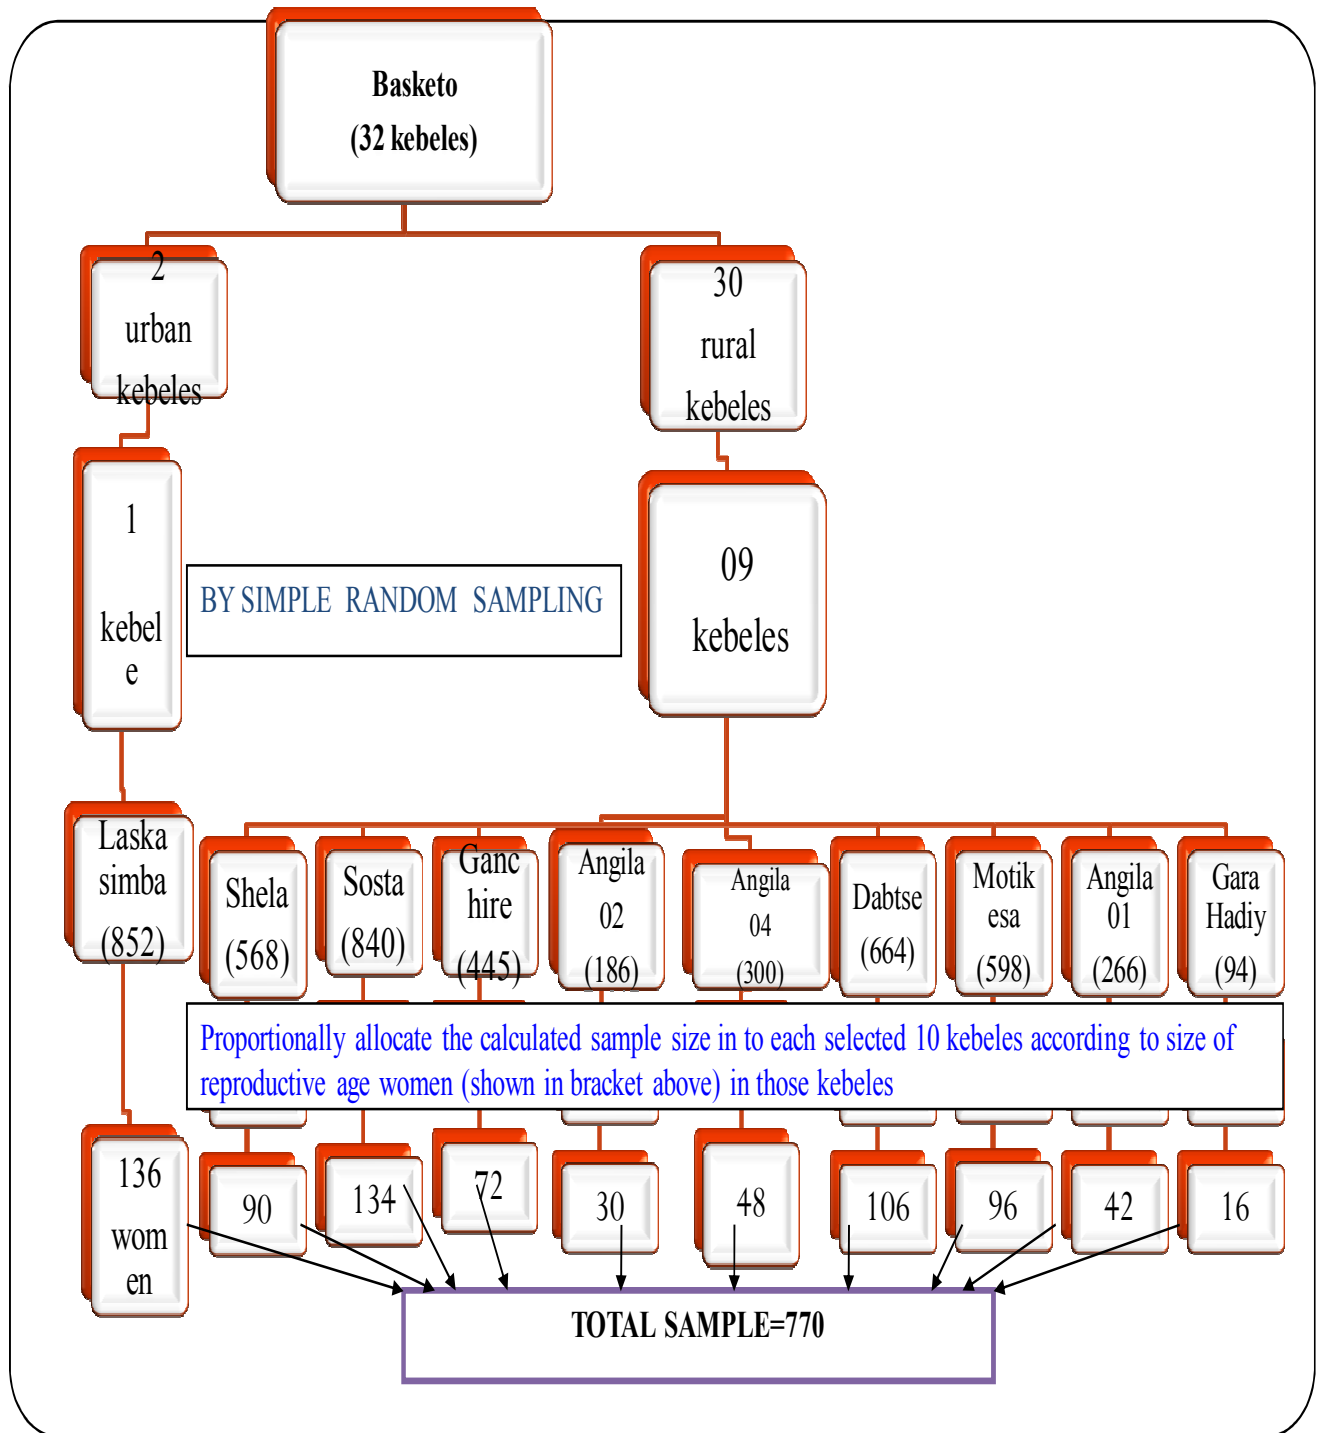 Basketo
(32 kebeles)
2
urban
kebeles
30
rural
kebeles
1
kebel
e
BY SIMPLE RANDOM SAMPLING
09
kebeles
Laska
simba
(852)
Shela
(568)
Sosta
(840)
Ganc
hire
(445)
Angila
02
(186)
Angila
04
(300)
Dabtse
(664)
Motik
esa
(598)
Angila
01
(266)
Gara
Hadiy
(94)
Proportionally allocate the calculated sample size in to each selected 10 kebeles according to size of
reproductive age women (shown in bracket above) in those kebeles
136
wom
en
90
134
72
30
48
106
96
42
16
TOTAL SAMPLE=770